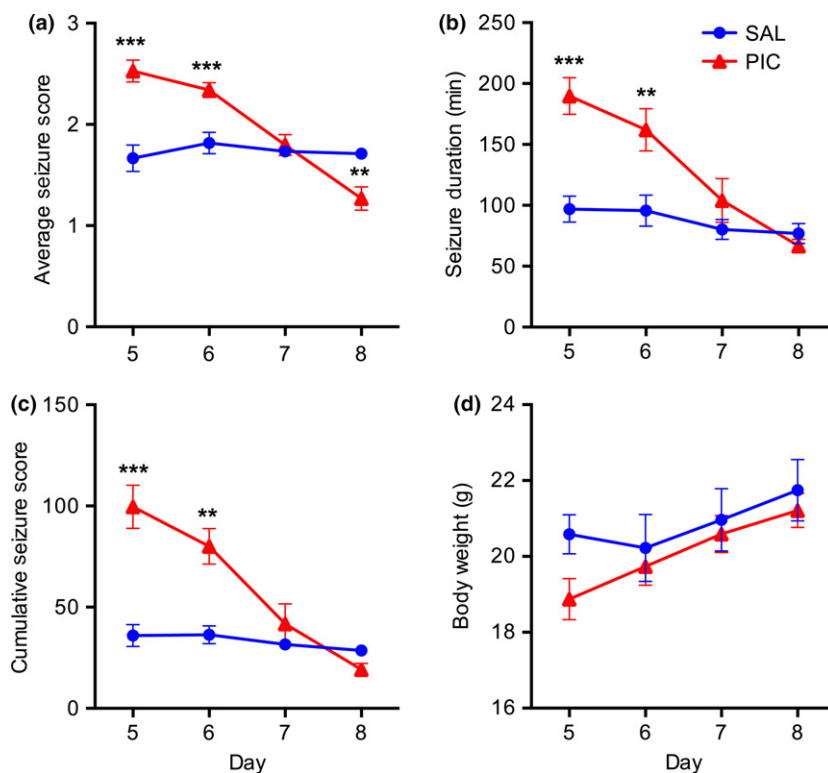 (a)
Average seizure score
3
2
1
0
***
***
**
5 6 7 8
(b)
Seizure duration (min)
250
200
150
100
50
0
***
**
SAL
PIC
5 6 7 8
(c)
Cumulative seizure score
150
100
50
0
***
**
5 6 7 8
Day
(d)
Body weight (g)
24
22
20
18
16
5 6 7 8
Day